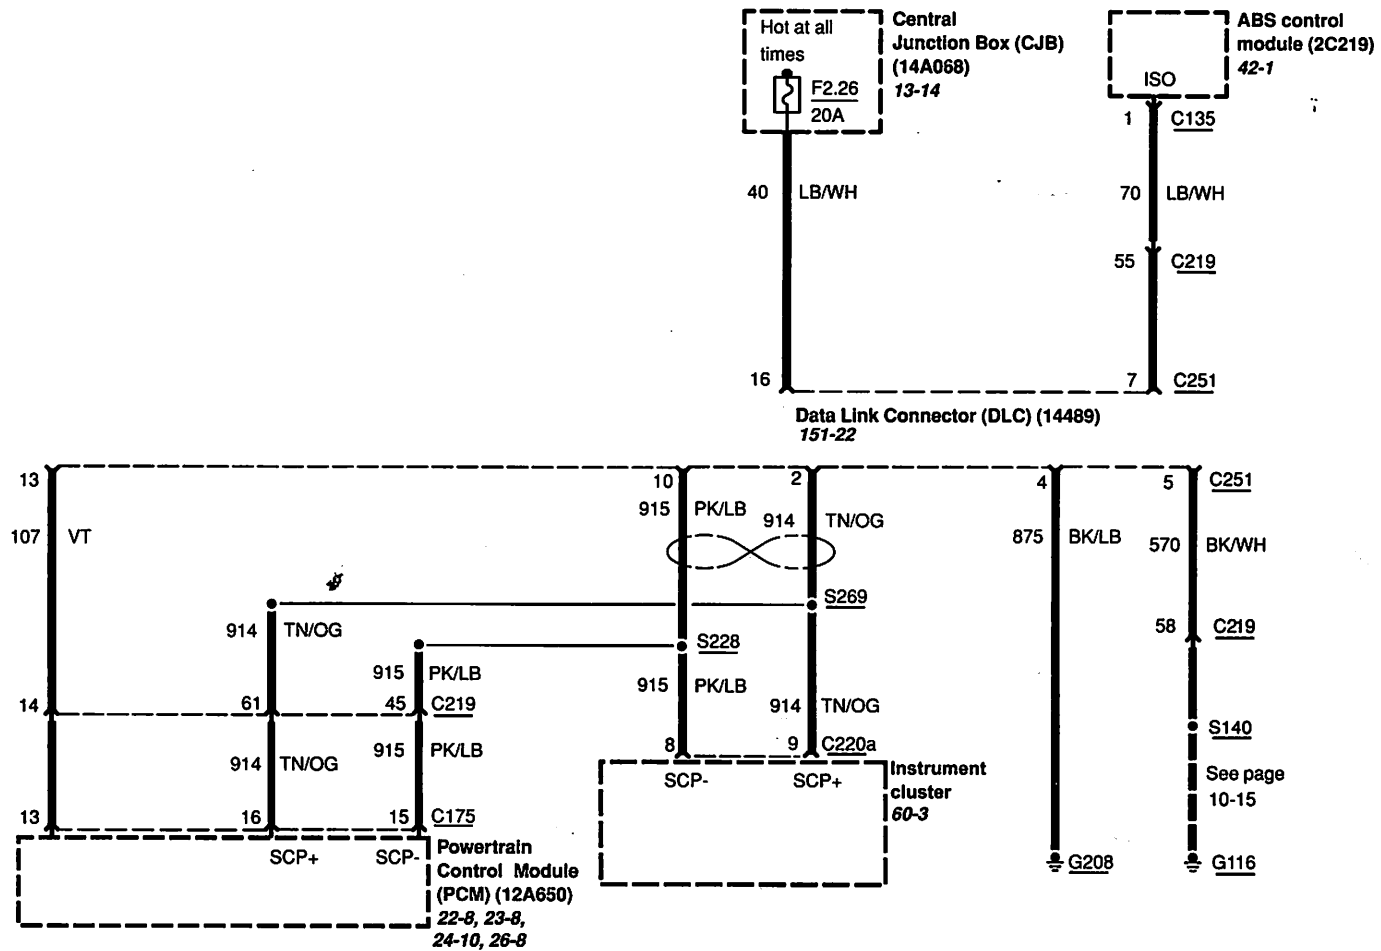 Hot at all
times
F2.26
20A
Central
Junction Box (CJB)
(14A068)
13-14
ISO
ABS control
module (2C219)
42-1
1 C135
40 LB/WH
70 LB/WH
55 C219
16
7 C251
Data Link Connector (DLC) (14489)
151-22
13
10
2
4
5 C251
915 PK/LB
914 TN/OG
107 VT
875 BK/LB
570 BK/WH
S269
914 TN/OG
S228
58 C219
915 PK/LB
915 PK/LB
14
61
45 C219
914 TN/OG
S140
8
9 C220a
914 TN/OG
915 PK/LB
See page
10-15
SCP-
SCP+
Instrument
cluster
60-3
13
16
15 C175
SCP+
SCP-
Powertrain
Control Module
(PCM) (12A650)
22-8, 23-8,
24-10, 26-8
G208
G116